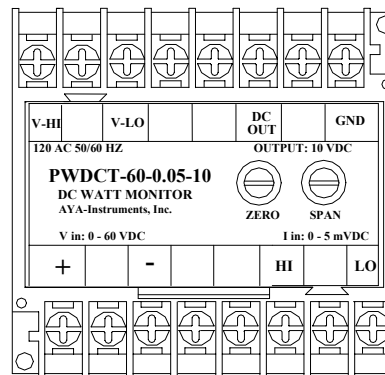 V-HI V-LO DC OUT GND
120 AC 50/60 HZ OUTPUT: 10 VDC
PWDCT-60-0.05-10
DC WATT MONITOR
AYA-Instruments, Inc.
ZERO SPAN
V in: 0 - 60 VDC I in: 0 - 5 mVDC
+ - HI LO